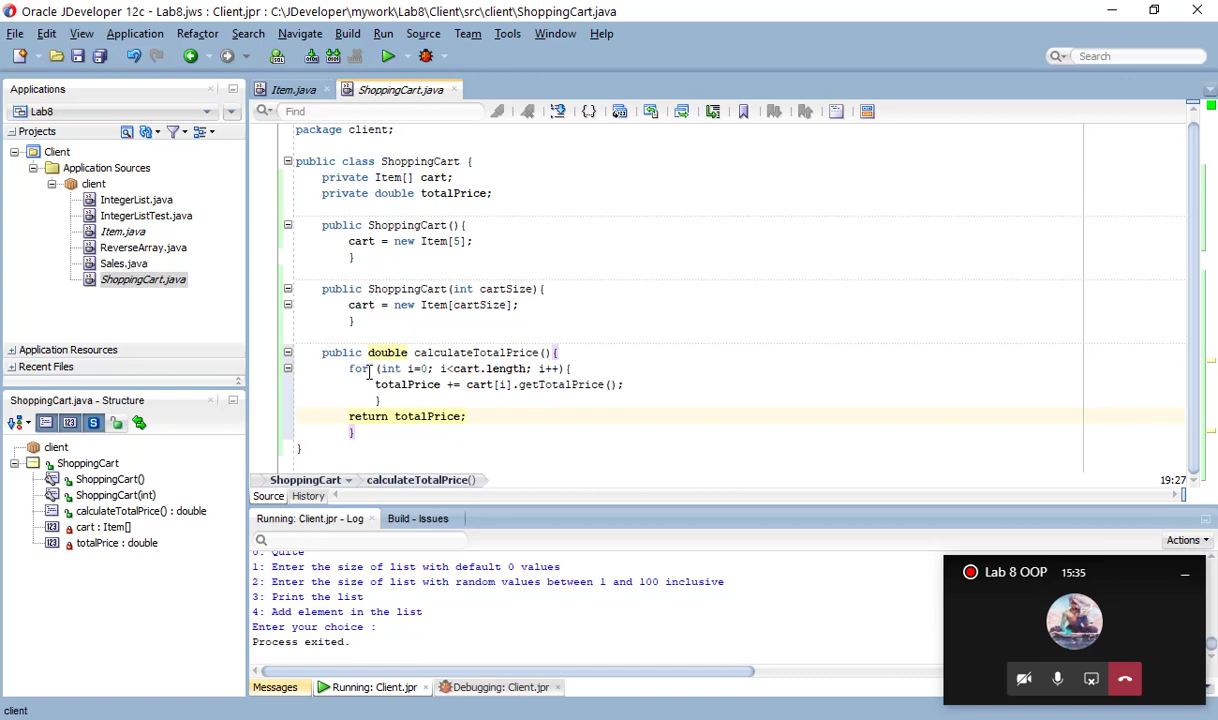 Oracle JDeveloper 12c - Lab8.jws : Client.jpr : C:\JDeveloper\mywork\Lab8\Client\src\client\ShoppingCart.java
File Edit View Application Refactor Search Navigate Build Run Source Team Tools Window Help
Search
Applications
Lab8
Projects
Client
Application Sources
client
IntegerList.java
IntegerListTest.java
Item.java
ReverseArray.java
Sales.java
ShoppingCart.java
Application Resources
Recent Files
ShoppingCart.java - Structure
client
ShoppingCart
ShoppingCart()
ShoppingCart(int)
calculateTotalPrice() : double
cart : Item[]
totalPrice : double
Item.java ShoppingCart.java
Find
package client;
public class ShoppingCart {
private Item[] cart;
private double totalPrice;
public ShoppingCart(){
cart = new Item[5];
}
public ShoppingCart(int cartSize){
cart = new Item[cartSize];
}
public double calculateTotalPrice(){
for (int i=0; i<cart.length; i++){
totalPrice += cart[i].getTotalPrice();
}
return totalPrice;
}
}
ShoppingCart calculateTotalPrice() 19:27
Source History
Running: Client.jpr - Log Build - Issues
Actions
0: Quite
1: Enter the size of list with default 0 values
2: Enter the size of list with random values between 1 and 100 inclusive
3: Print the list
4: Add element in the list
Enter your choice :
Process exited.
Messages Running: Client.jpr Debugging: Client.jpr
Lab 8 OOP 15:35
client